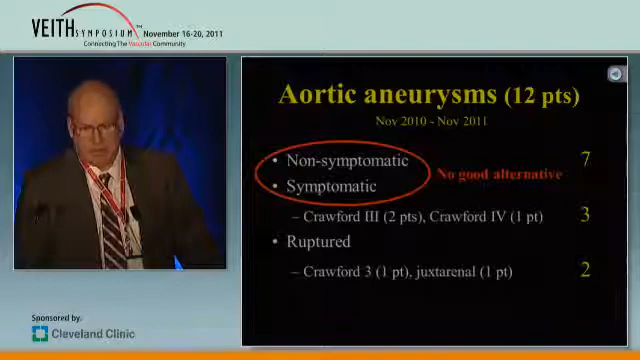 VEITHSYMPOSIUM™
November 16-20, 2011
Connecting The Vascular Community
Aortic aneurysms (12 pts)
Nov 2010 - Nov 2011
• Non-symptomatic 7
No good alternative
• Symptomatic
– Crawford III (2 pts), Crawford IV (1 pt) 3
• Ruptured
– Crawford 3 (1 pt), juxtarenal (1 pt) 2
Sponsored by:
Cleveland Clinic